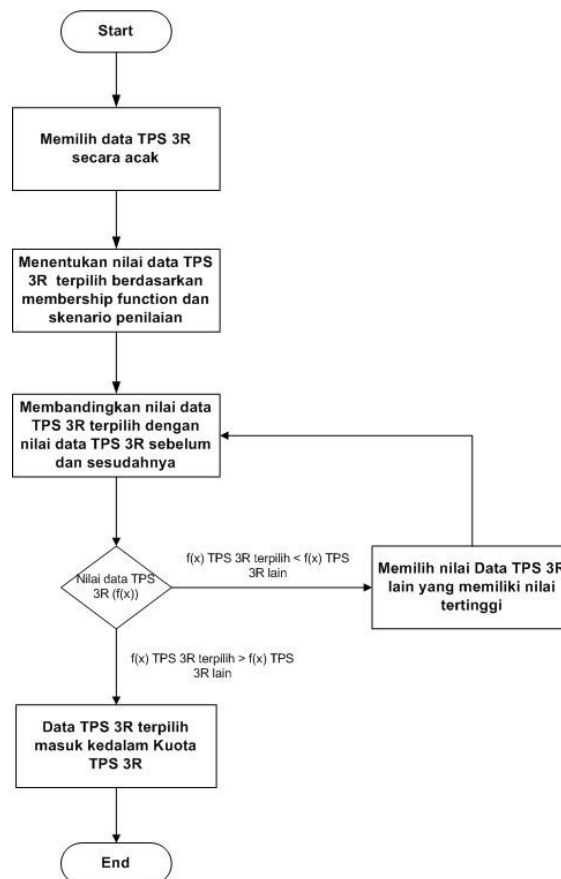 Start
Memilih data TPS 3R
secara acak
Menentukan nilai data TPS
3R terpilih berdasarkan
membership function dan
skenario penilaian
Membandingkan nilai data
TPS 3R terpilih dengan
nilai data TPS 3R sebelum
dan sesudahnya
Nilai data TPS
3R (f(x))
f(x) TPS 3R terpilih < f(x) TPS
3R lain
Memilih nilai Data TPS 3R
lain yang memiliki nilai
tertinggi
f(x) TPS 3R terpilih > f(x) TPS
3R lain
Data TPS 3R terpilih
masuk kedalam Kuota
TPS 3R
End